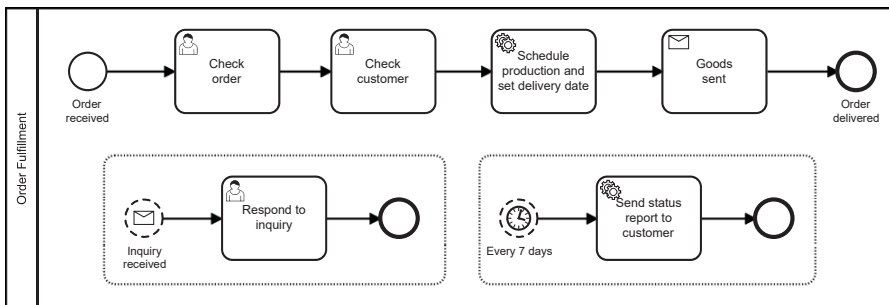 Order Fulfillment
Order
received
Check
order
Check
customer
Schedule
production and
set delivery date
Goods
sent
Order
delivered
Inquiry
received
Respond to
inquiry
Every 7 days
Send status
report to
customer